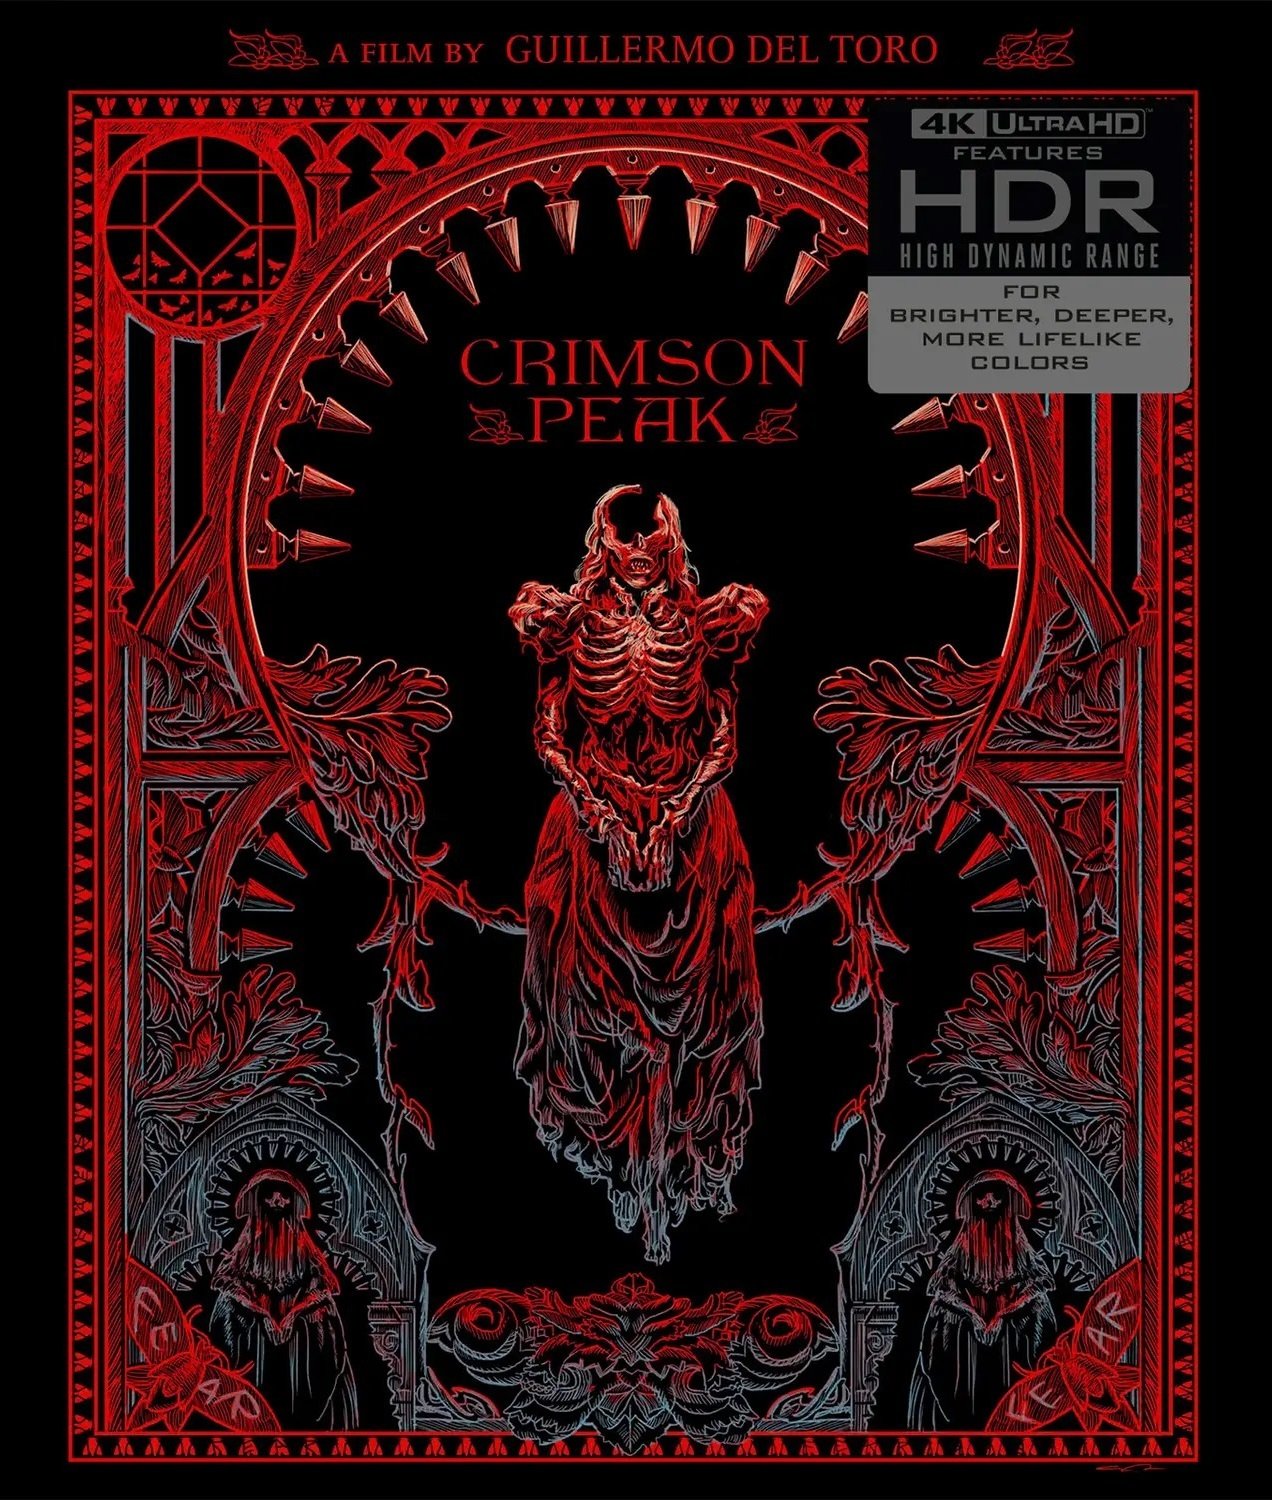 A FILM BY GUILLERMO DEL TORO
4K ULTRA HD™
FEATURES
HDR
HIGH DYNAMIC RANGE
FOR
BRIGHTER, DEEPER,
MORE LIFELIKE
COLORS
CRIMSON
PEAK
FEAR
FEAR